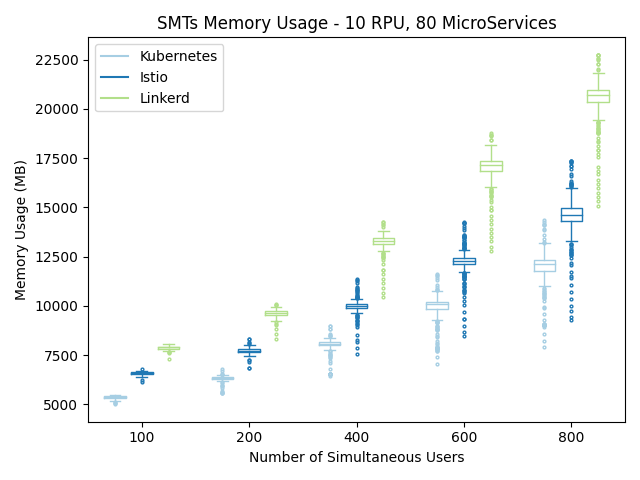 SMTs Memory Usage - 10 RPU, 80 MicroServices
Kubernetes
Istio
Linkerd
Memory Usage (MB)
22500
20000
17500
15000
12500
10000
7500
5000
100
200
400
600
800
Number of Simultaneous Users